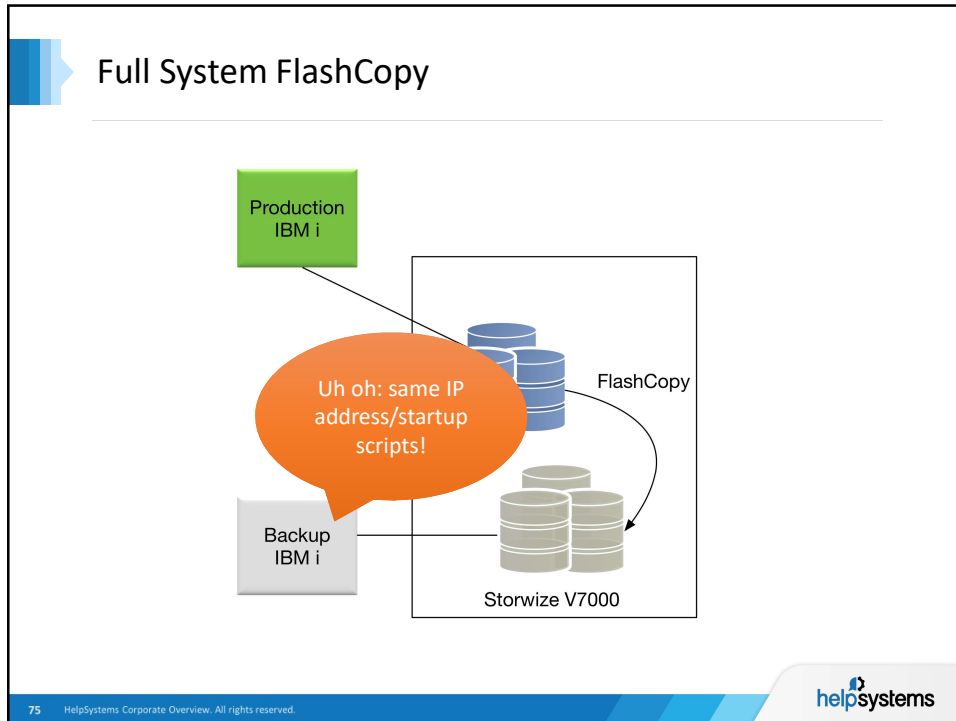 Full System FlashCopy
Production
IBM i
FlashCopy
Uh oh: same IP
address/startup
scripts!
Backup
IBM i
Storwize V7000
75 HelpSystems Corporate Overview. All rights reserved.
helpsystems